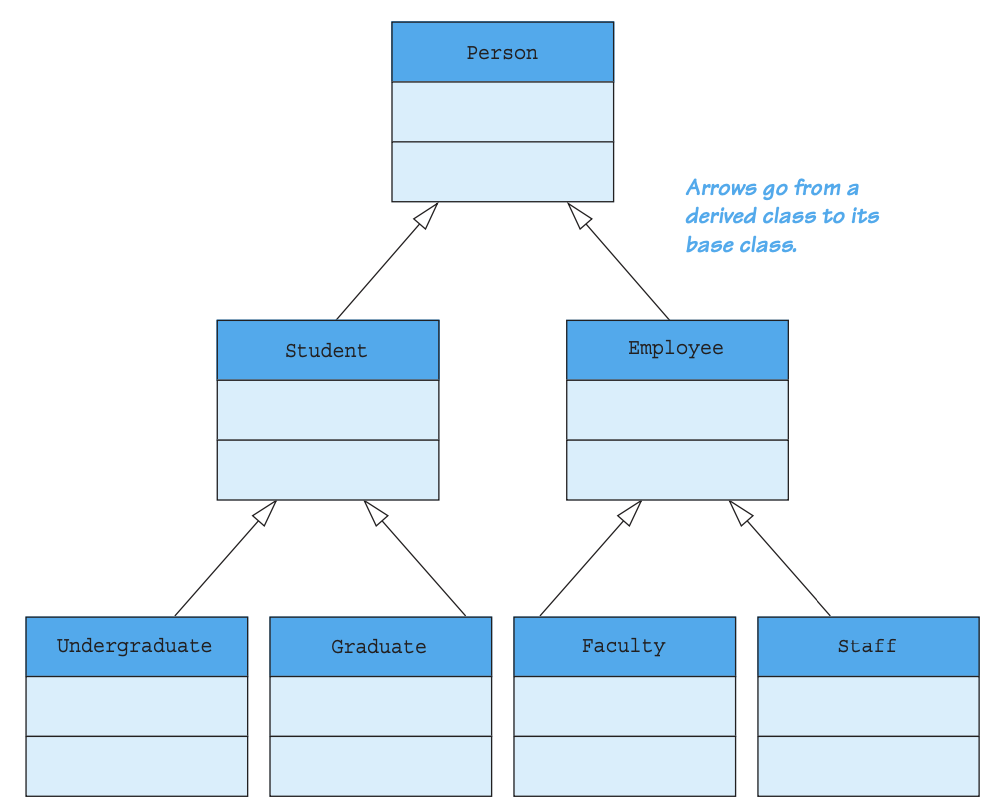 Person
Arrows go from a
derived class to its
base class.
Student
Employee
Undergraduate
Graduate
Faculty
Staff